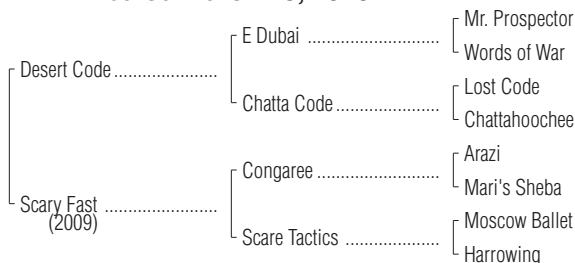 Mr. Prospector
E Dubai
Words of War
Desert Code
Lost Code
Chatta Code
Chattahoochee
Arazi
Congaree
Mari's Sheba
Scary Fast
(2009)
Moscow Ballet
Scare Tactics
Harrowing